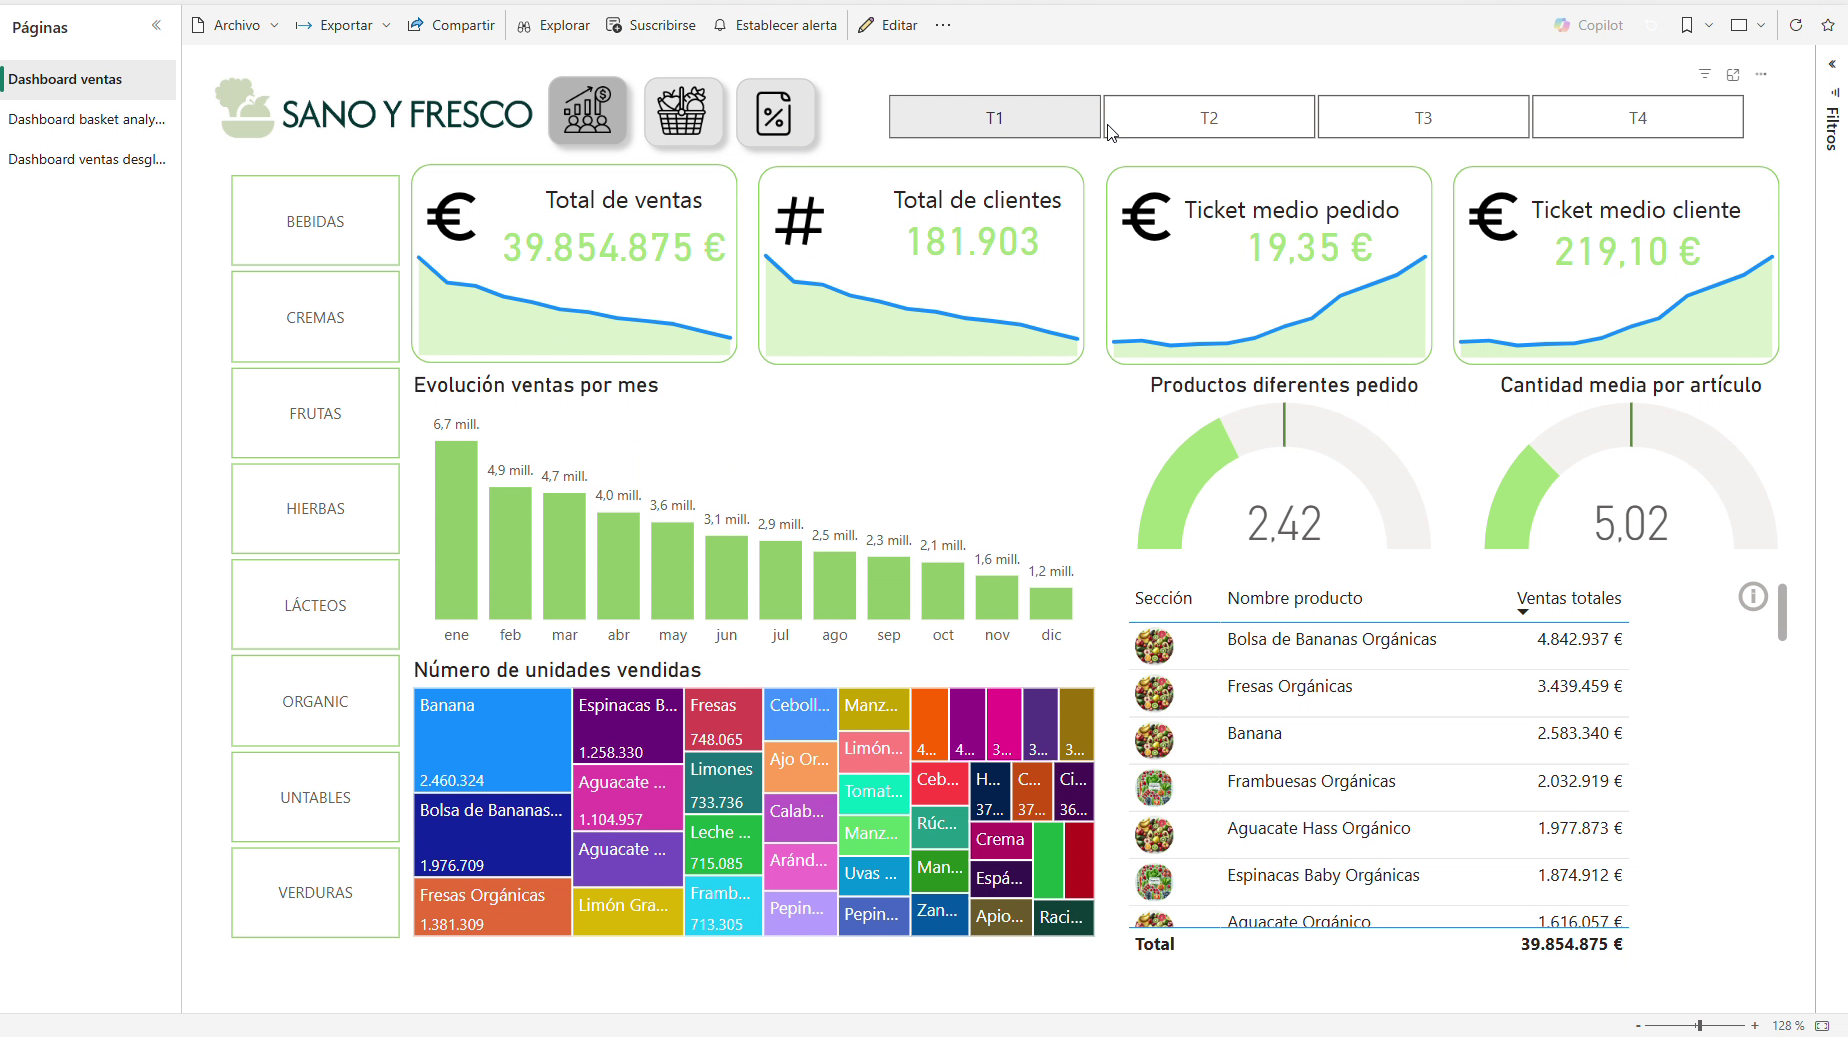 Páginas
Dashboard ventas
Dashboard basket analy...
Dashboard ventas desgl...
Archivo
Exportar
Compartir
Explorar
Suscribirse
Establecer alerta
Editar
Copilot
Filtros
SANO Y FRESCO
T1
T2
T3
T4
BEBIDAS
CREMAS
FRUTAS
HIERBAS
LÁCTEOS
ORGANIC
UNTABLES
VERDURAS
Total de ventas
39.854.875 €
Total de clientes
181.903
Ticket medio pedido
19,35 €
Ticket medio cliente
219,10 €
Evolución ventas por mes
6,7 mill.
4,9 mill.
4,7 mill.
4,0 mill.
3,6 mill.
3,1 mill.
2,9 mill.
2,5 mill.
2,3 mill.
2,1 mill.
1,6 mill.
1,2 mill.
ene
feb
mar
abr
may
jun
jul
ago
sep
oct
nov
dic
Productos diferentes pedido
2,42
Cantidad media por artículo
5,02
Número de unidades vendidas
Banana
2.460.324
Bolsa de Bananas...
1.976.709
Fresas Orgánicas
1.381.309
Espinacas B...
1.258.330
Aguacate ...
1.104.957
Aguacate ...
Limón Gra...
Fresas
748.065
Limones
733.736
Leche ...
715.085
Framb...
713.305
Ceboll...
Ajo Or...
Calab...
Aránd...
Pepin...
Manz...
Limón...
Tomat...
Manz...
Uvas ...
Pepin...
4...
4...
3...
3...
3...
Ceb...
Rúc...
Man...
Zan...
H...
37...
C...
37...
Ci...
36...
Crema
Espá...
Apio...
Raci...
Sección
Nombre producto
Ventas totales
Bolsa de Bananas Orgánicas
4.842.937 €
Fresas Orgánicas
3.439.459 €
Banana
2.583.340 €
Frambuesas Orgánicas
2.032.919 €
Aguacate Hass Orgánico
1.977.873 €
Espinacas Baby Orgánicas
1.874.912 €
Aguacate Orgánico
1.616.057 €
Total
39.854.875 €
128 %